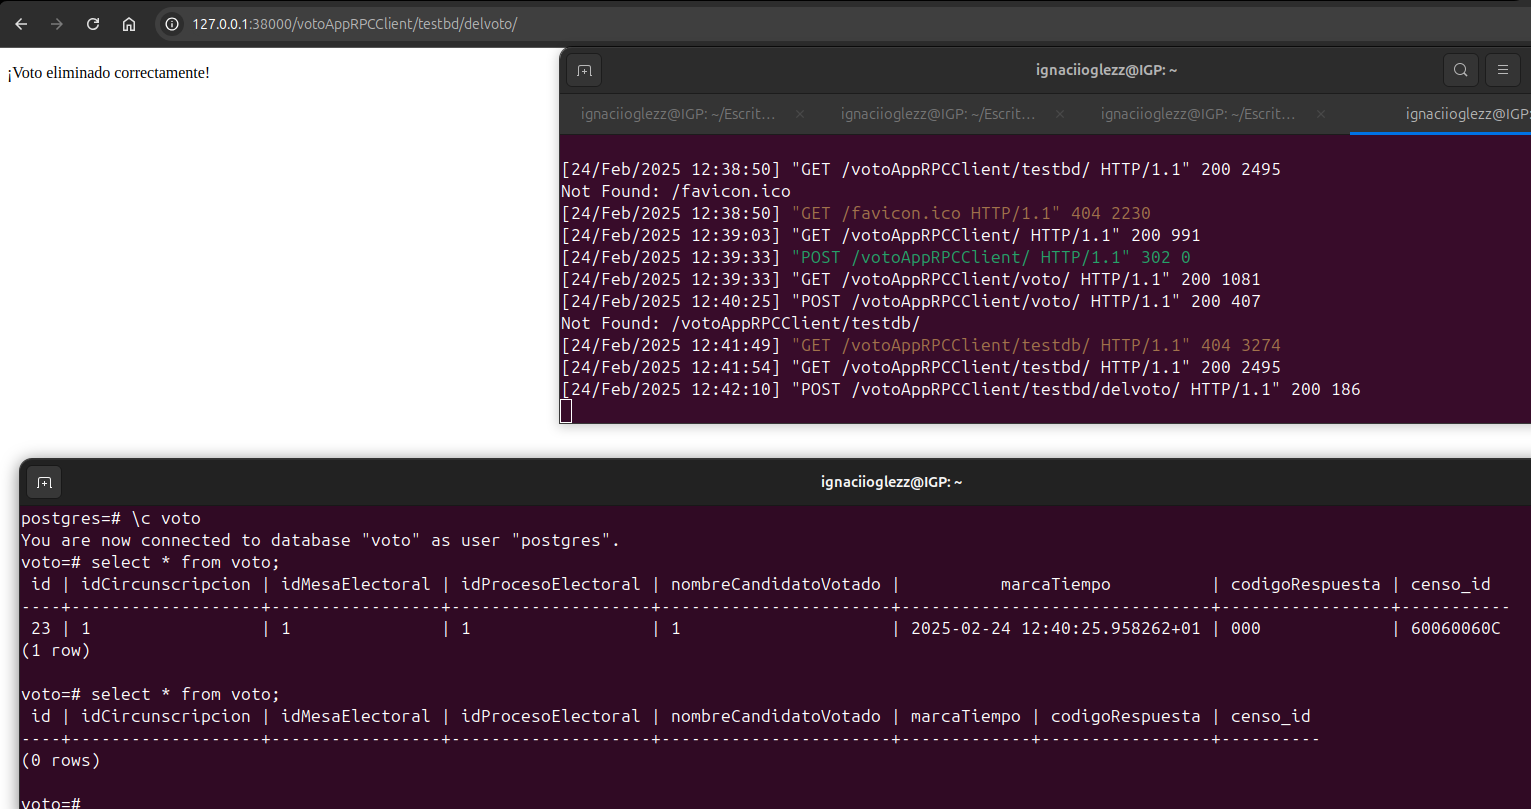 127.0.0.1:38000/votoAppRPCClient/testbd/delvoto/
¡Voto eliminado correctamente!
ignaciioglezz@IGP: ~
ignaciioglezz@IGP: ~/Escrit… × ignaciioglezz@IGP: ~/Escrit… × ignaciioglezz@IGP: ~/Escrit… × ignaciioglezz@IGP:
[24/Feb/2025 12:38:50] "GET /votoAppRPCClient/testbd/ HTTP/1.1" 200 2495
Not Found: /favicon.ico
[24/Feb/2025 12:38:50] "GET /favicon.ico HTTP/1.1" 404 2230
[24/Feb/2025 12:39:03] "GET /votoAppRPCClient/ HTTP/1.1" 200 991
[24/Feb/2025 12:39:33] "POST /votoAppRPCClient/ HTTP/1.1" 302 0
[24/Feb/2025 12:39:33] "GET /votoAppRPCClient/voto/ HTTP/1.1" 200 1081
[24/Feb/2025 12:40:25] "POST /votoAppRPCClient/voto/ HTTP/1.1" 200 407
Not Found: /votoAppRPCClient/testdb/
[24/Feb/2025 12:41:49] "GET /votoAppRPCClient/testdb/ HTTP/1.1" 404 3274
[24/Feb/2025 12:41:54] "GET /votoAppRPCClient/testbd/ HTTP/1.1" 200 2495
[24/Feb/2025 12:42:10] "POST /votoAppRPCClient/testbd/delvoto/ HTTP/1.1" 200 186
ignaciioglezz@IGP: ~
postgres=# \c voto
You are now connected to database "voto" as user "postgres".
voto=# select * from voto;
 id | idCircunscripcion | idMesaElectoral | idProcesoElectoral | nombreCandidatoVotado |          marcaTiempo          | codigoRespuesta | censo_id
----+-------------------+-----------------+--------------------+-----------------------+-------------------------------+-----------------+-----------
 23 | 1                 | 1               | 1                  | 1                     | 2025-02-24 12:40:25.958262+01 | 000             | 60060060C
(1 row)
voto=# select * from voto;
 id | idCircunscripcion | idMesaElectoral | idProcesoElectoral | nombreCandidatoVotado | marcaTiempo | codigoRespuesta | censo_id
----+-------------------+-----------------+--------------------+-----------------------+-------------+-----------------+----------
(0 rows)
voto=#